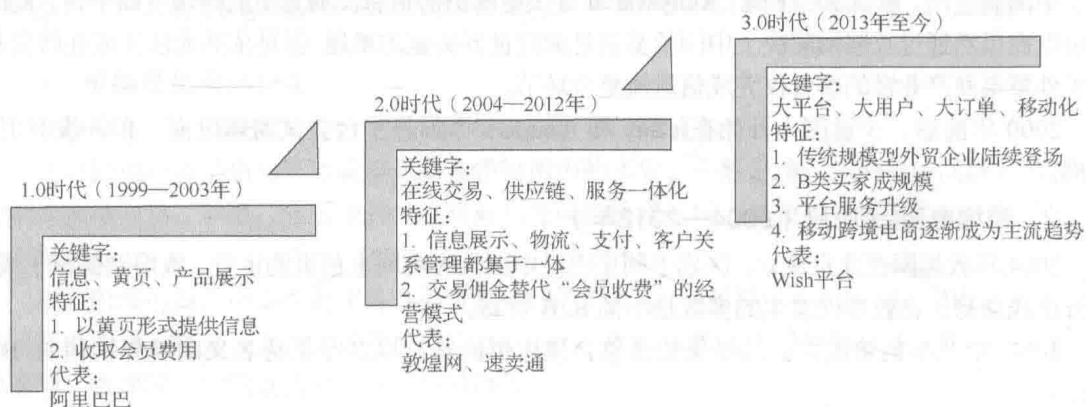 3.0时代（2013年至今）
关键字：
大平台、大用户、大订单、移动化
特征：
1. 传统规模型外贸企业陆续登场
2. B类买家成规模
3. 平台服务升级
4. 移动跨境电商逐渐成为主流趋势
代表：
Wish平台
2.0时代（2004—2012年）
关键字：
在线交易、供应链、服务一体化
特征：
1. 信息展示、物流、支付、客户关
系管理都集于一体
2. 交易佣金替代“会员收费”的经
营模式
代表：
敦煌网、速卖通
1.0时代（1999—2003年）
关键字：
信息、黄页、产品展示
特征：
1. 以黄页形式提供信息
2. 收取会员费用
代表：
阿里巴巴